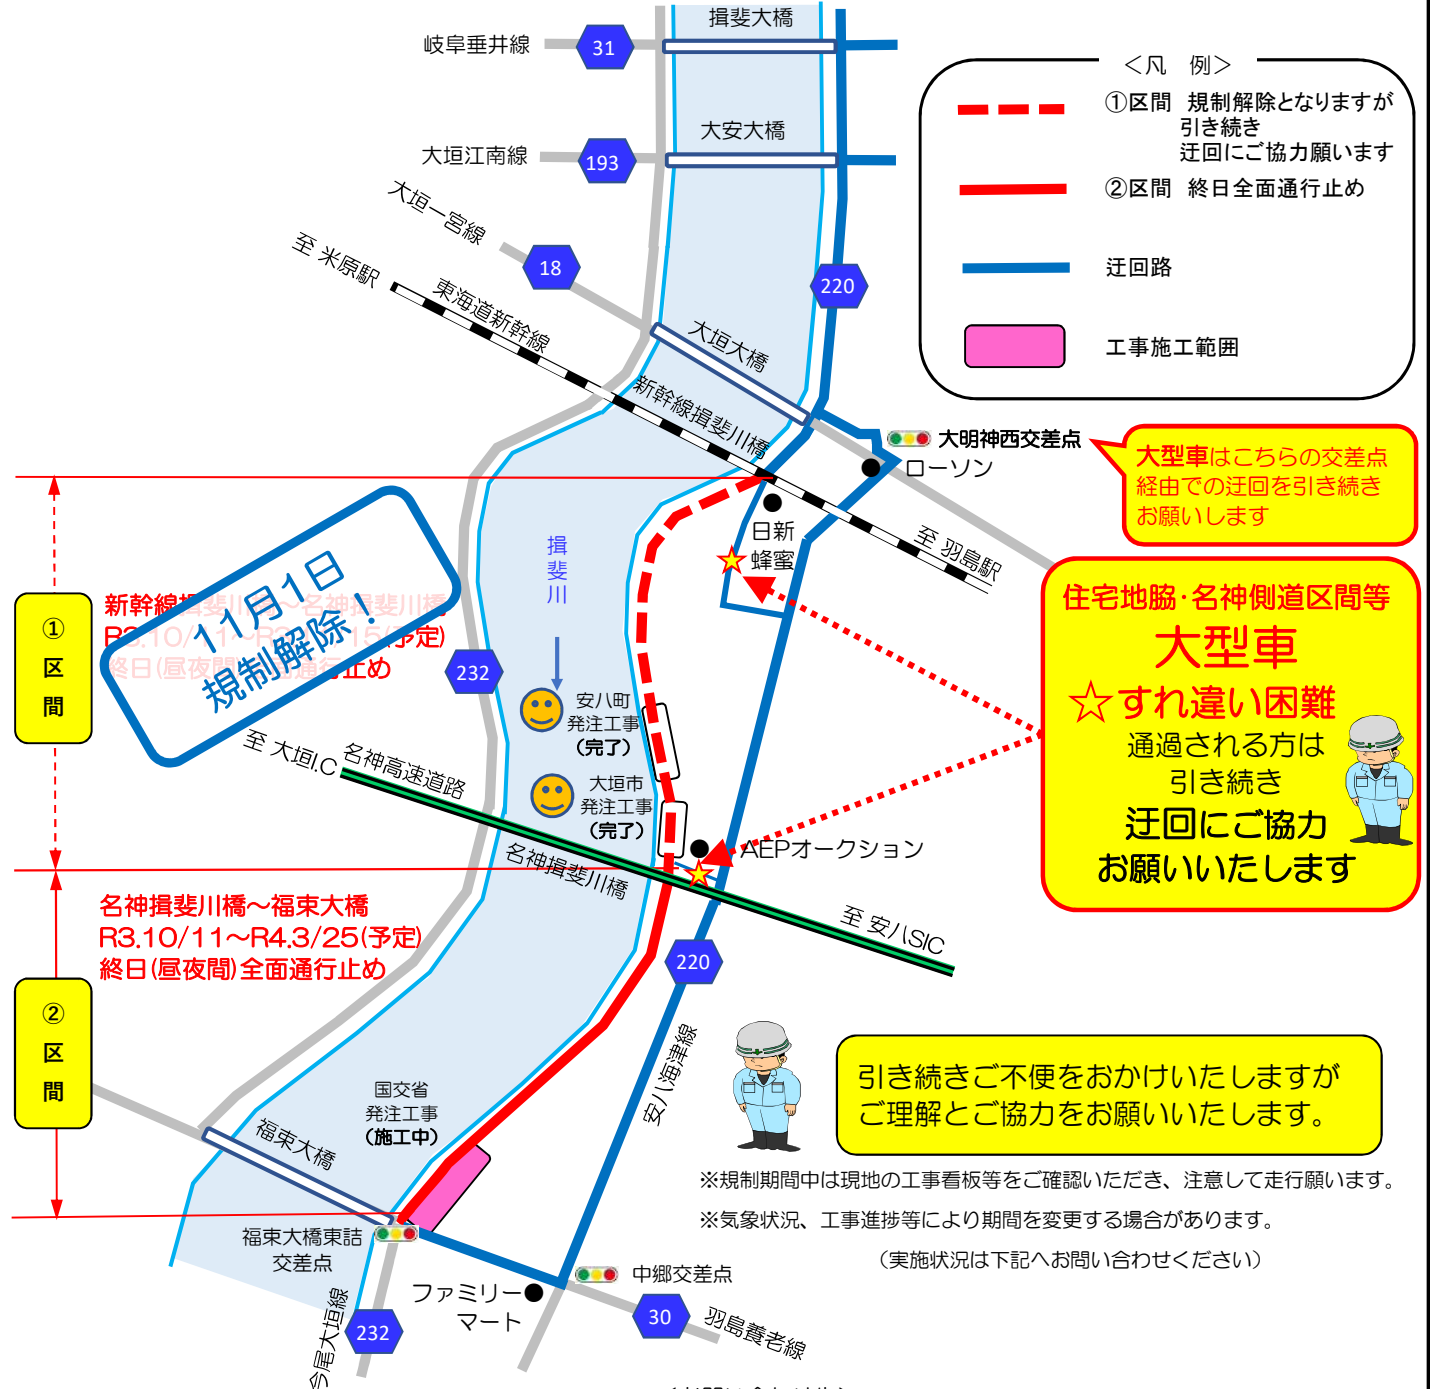 揖斐大橋
岐阜垂井線
31
大安大橋
大垣江南線
193
大垣一宮線
18
至 米原駅
東海道新幹線
220
大垣大橋
新幹線揖斐川橋
＜凡　例＞
①区間　規制解除となりますが
引き続き
迂回にご協力願います
②区間　終日全面通行止め
迂回路
工事施工範囲
大明神西交差点
ローソン
大型車はこちらの交差点
経由での迂回を引き続き
お願いします
至 羽島駅
日新
蜂蜜
揖
斐
川
①
区
間
新幹線揖斐川橋～名神揖斐川橋
終日(昼夜間)全面通行止め
11月1日
規制解除！
232
住宅地脇・名神側道区間等
大型車
☆すれ違い困難
通過される方は
引き続き
迂回にご協力
お願いいたします
安八町
発注工事
(完了)
大垣市
発注工事
(完了)
至 大垣I.C
名神高速道路
名神揖斐川橋
AEPオークション
至 安八SIC
名神揖斐川橋～福束大橋
R3.10/11～R4.3/25(予定)
終日(昼夜間)全面通行止め
②
区
間
220
安八海津線
国交省
発注工事
(施工中)
福束大橋
引き続きご不便をおかけいたしますが
ご理解とご協力をお願いいたします。
※規制期間中は現地の工事看板等をご確認いただき、注意して走行願います。
※気象状況、工事進捗等により期間を変更する場合があります。
（実施状況は下記へお問い合わせください）
福束大橋東詰
交差点
中郷交差点
ファミリー
マート
30
羽島養老線
232
今尾大垣線